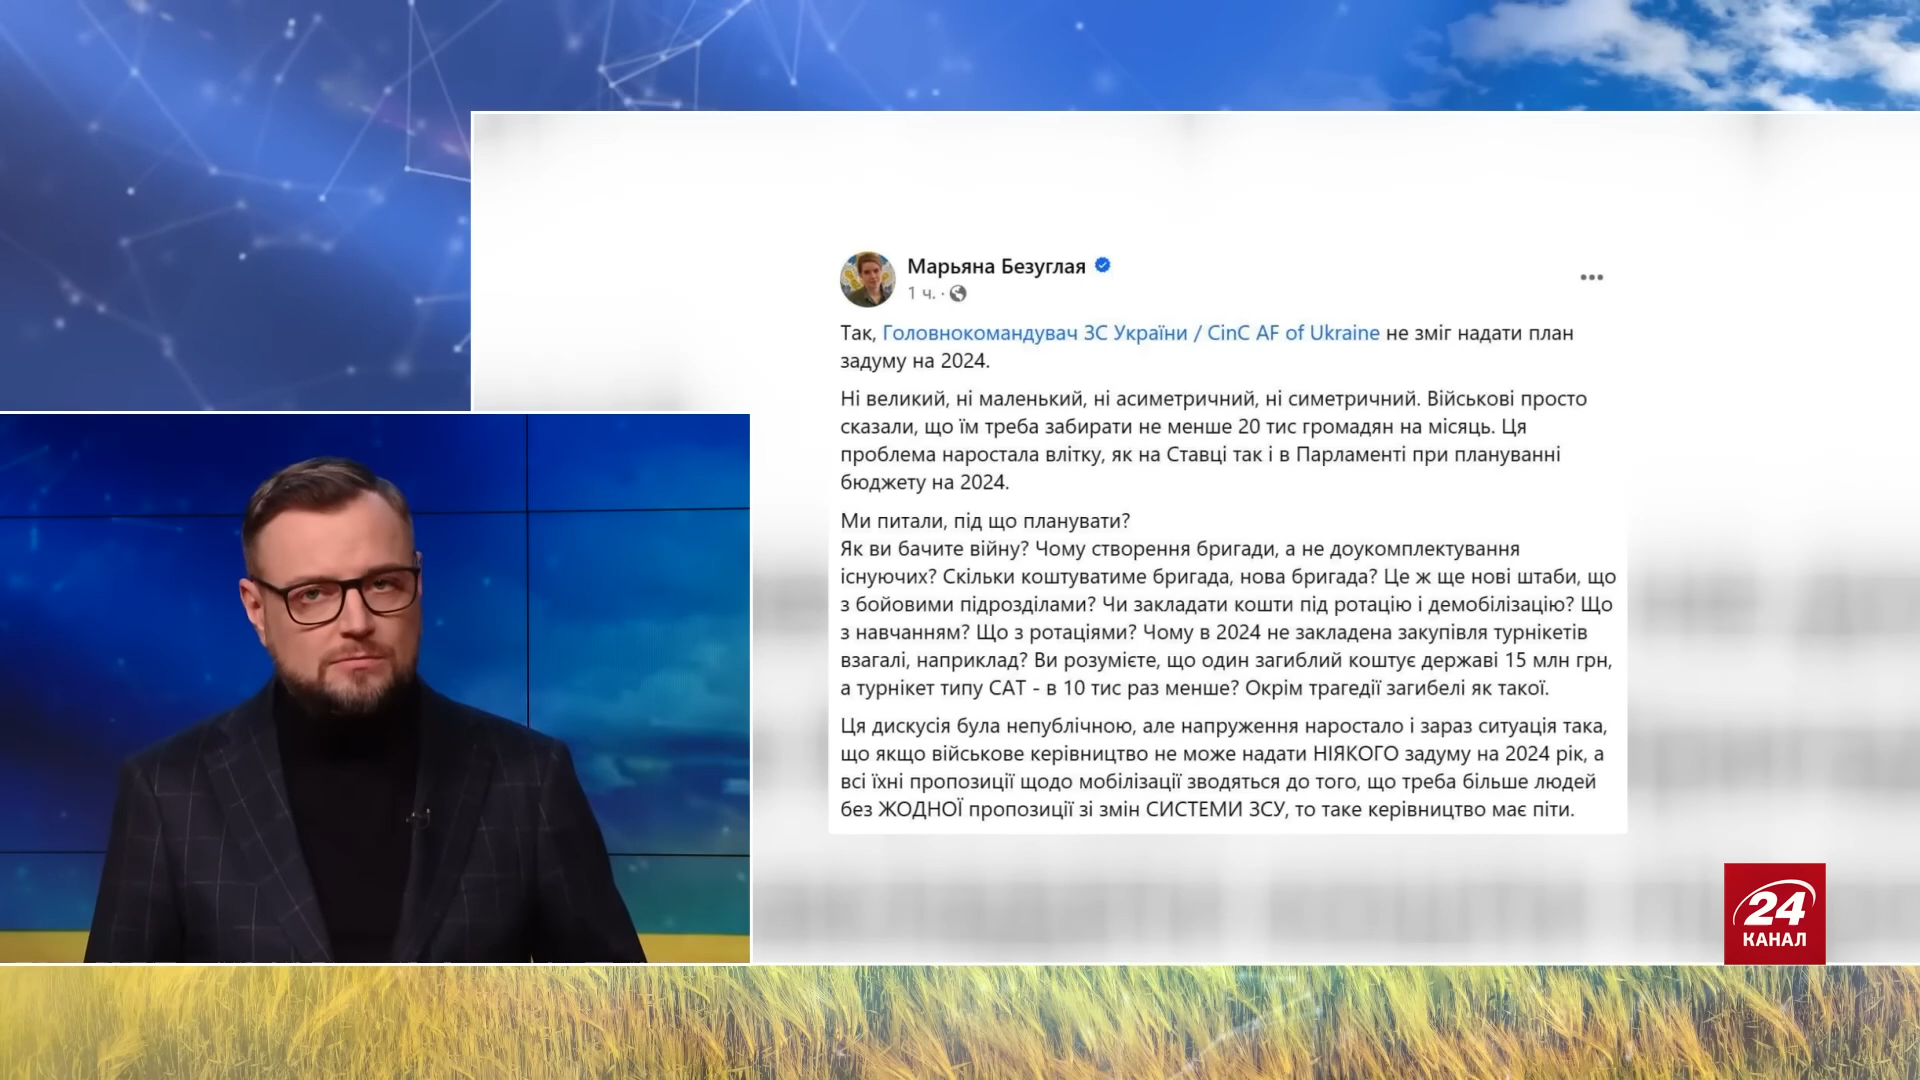 Марьяна Безуглая
1 ч. ·
Так, Головнокомандувач ЗС України / CinC AF of Ukraine не зміг надати план
задуму на 2024.
Ні великий, ні маленький, ні асиметричний, ні симетричний. Військові просто
сказали, що їм треба забирати не менше 20 тис громадян на місяць. Ця
проблема наростала влітку, як на Ставці так і в Парламенті при плануванні
бюджету на 2024.
Ми питали, під що планувати?
Як ви бачите війну? Чому створення бригади, а не доукомплектування
існуючих? Скільки коштуватиме бригада, нова бригада? Це ж ще нові штаби, що
з бойовими підрозділами? Чи закладати кошти під ротацію і демобілізацію? Що
з навчанням? Що з ротаціями? Чому в 2024 не закладена закупівля турнікетів
взагалі, наприклад? Ви розумієте, що один загиблий коштує державі 15 млн грн,
а турнікет типу САТ - в 10 тис раз менше? Окрім трагедії загибелі як такої.
Ця дискусія була непублічною, але напруження наростало і зараз ситуація така,
що якщо військове керівництво не може надати НІЯКОГО задуму на 2024 рік, а
всі їхні пропозиції щодо мобілізації зводяться до того, що треба більше людей
без ЖОДНОЇ пропозиції зі змін СИСТЕМИ ЗСУ, то таке керівництво має піти.
24
КАНАЛ